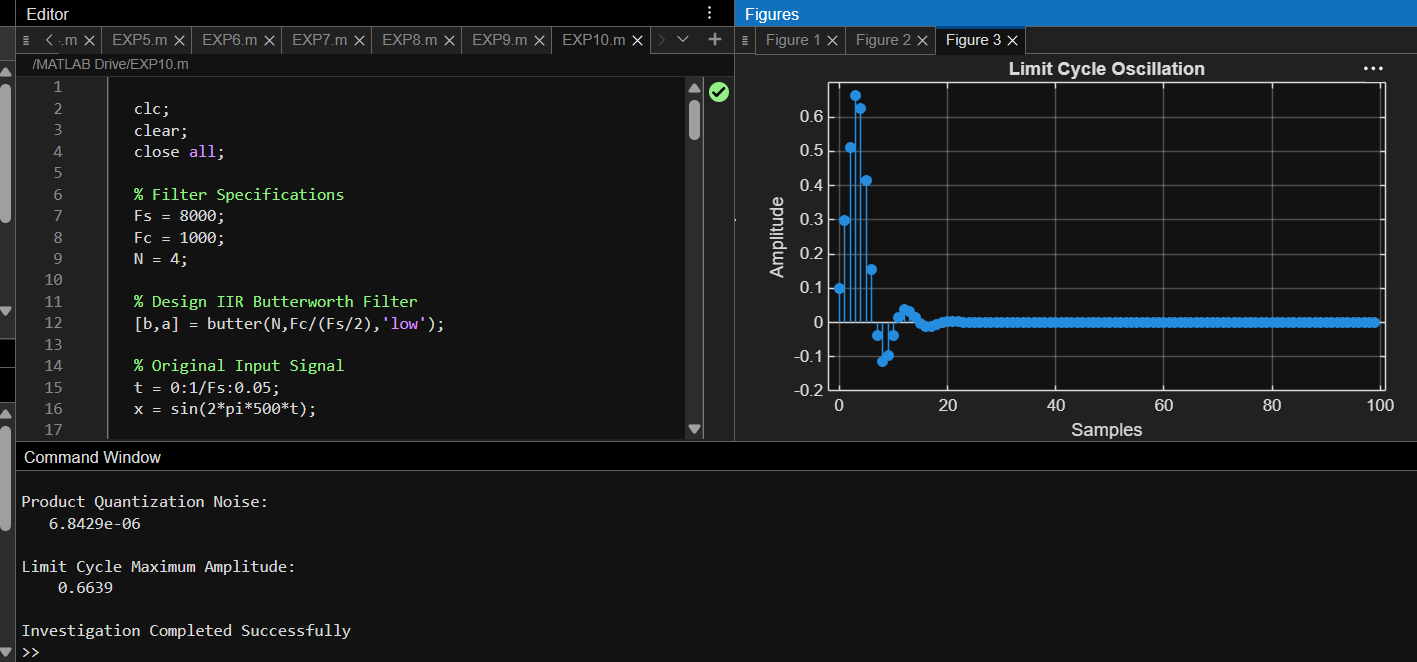 Editor
.m EXP5.m EXP6.m EXP7.m EXP8.m EXP9.m EXP10.m
/MATLAB Drive/EXP10.m
1
2 clc;
3 clear;
4 close all;
5
6 % Filter Specifications
7 Fs = 8000;
8 Fc = 1000;
9 N = 4;
10
11 % Design IIR Butterworth Filter
12 [b,a] = butter(N,Fc/(Fs/2),'low');
13
14 % Original Input Signal
15 t = 0:1/Fs:0.05;
16 x = sin(2*pi*500*t);
17
Figures
Figure 1 Figure 2 Figure 3
Limit Cycle Oscillation
0.6
0.5
0.4
0.3
0.2
0.1
0
-0.1
-0.2
Amplitude
0 20 40 60 80 100
Samples
Command Window
Product Quantization Noise:
6.8429e-06
Limit Cycle Maximum Amplitude:
0.6639
Investigation Completed Successfully
>>